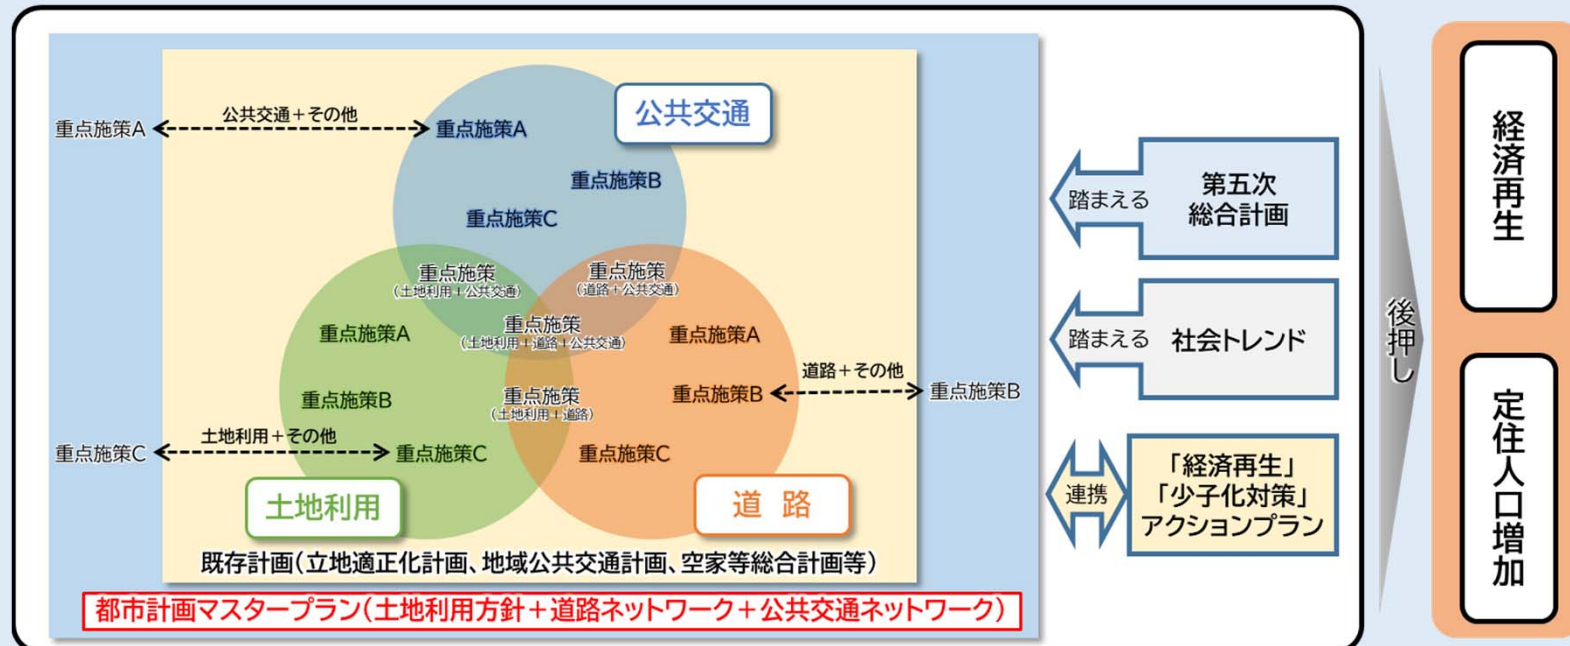 公共交通
公共交通＋その他
重点施策A
重点施策A
重点施策B
重点施策C
重点施策
（土地利用＋公共交通）
重点施策
（道路＋公共交通）
重点施策
（土地利用＋道路＋公共交通）
重点施策A
重点施策A
道路＋その他
重点施策B
重点施策
（土地利用＋道路）
重点施策B
重点施策B
土地利用＋その他
重点施策C
重点施策C
重点施策C
土地利用
道 路
既存計画（立地適正化計画、地域公共交通計画、空家等総合計画等）
都市計画マスタープラン（土地利用方針＋道路ネットワーク＋公共交通ネットワーク）
踏まえる
第五次
総合計画
踏まえる
社会トレンド
連携
「経済再生」
「少子化対策」
アクションプラン
後押し
経済再生
定住人口増加